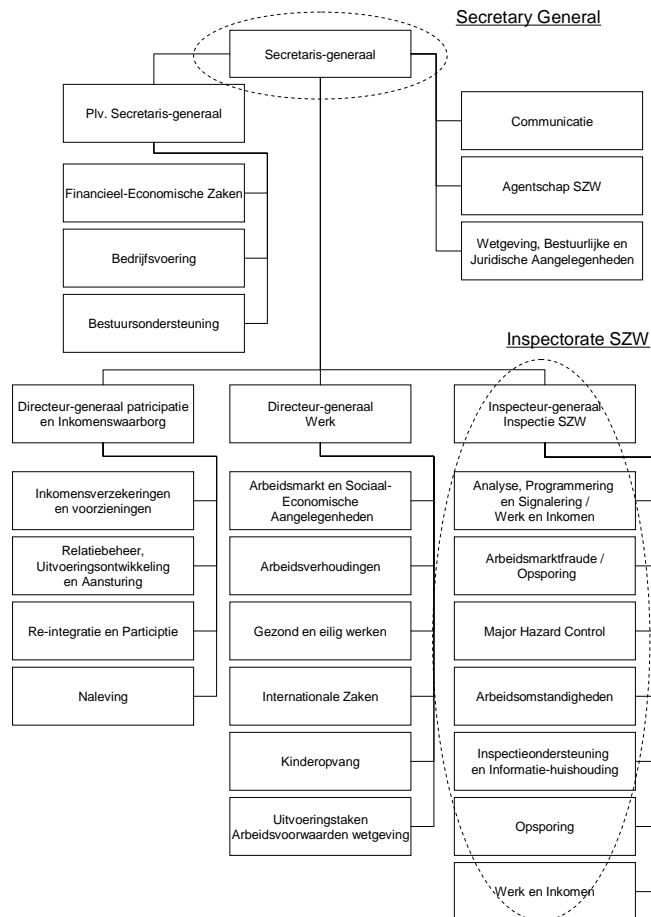 Secretary General
Secretaris-generaal
Plv. Secretaris-generaal
Communicatie
Financieel-Economische Zaken
Agentschap SZW
Bedrijfsvoering
Wetgeving, Bestuurlijke en
Juridische Aangelegenheden
Bestuursondersteuning
Inspectorate SZW
Directeur-generaal patricipatie
en Inkomenswaarborg
Inkomensverzekeringen
en voorzieningen
Relatiebeheer,
Uitvoeringsontwikkeling
en Aansturing
Re-integratie en Participtie
Naleving
Directeur-generaal
Werk
Arbeidsmarkt en Sociaal-
Economische
Aangelegenheden
Arbeidsverhoudingen
Gezond en eilig werken
Internationale Zaken
Kinderopvang
Uitvoeringstaken
Arbeidsvoorwaarden wetgeving
Inspecteur-generaal
Inspectie SZW
Analyse, Programmering
en Signalering /
Werk en Inkomen
Arbeidsmarktfraude /
Opsporing
Major Hazard Control
Arbeidsomstandigheden
Inspectieondersteuning
en Informatie-huishouding
Opsporing
Werk en Inkomen